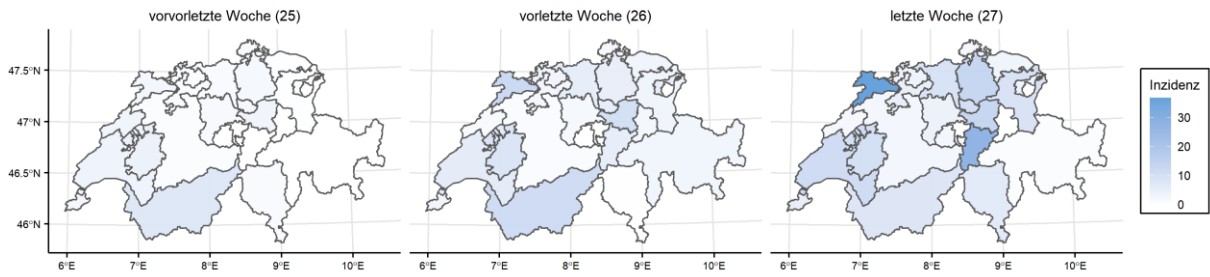 vorvorletzte Woche (25)
vorletzte Woche (26)
letzte Woche (27)
47.5°N
47°N
46.5°N
46°N
6°E 7°E 8°E 9°E 10°E
6°E 7°E 8°E 9°E 10°E
6°E 7°E 8°E 9°E 10°E
Inzidenz
30
20
10
0